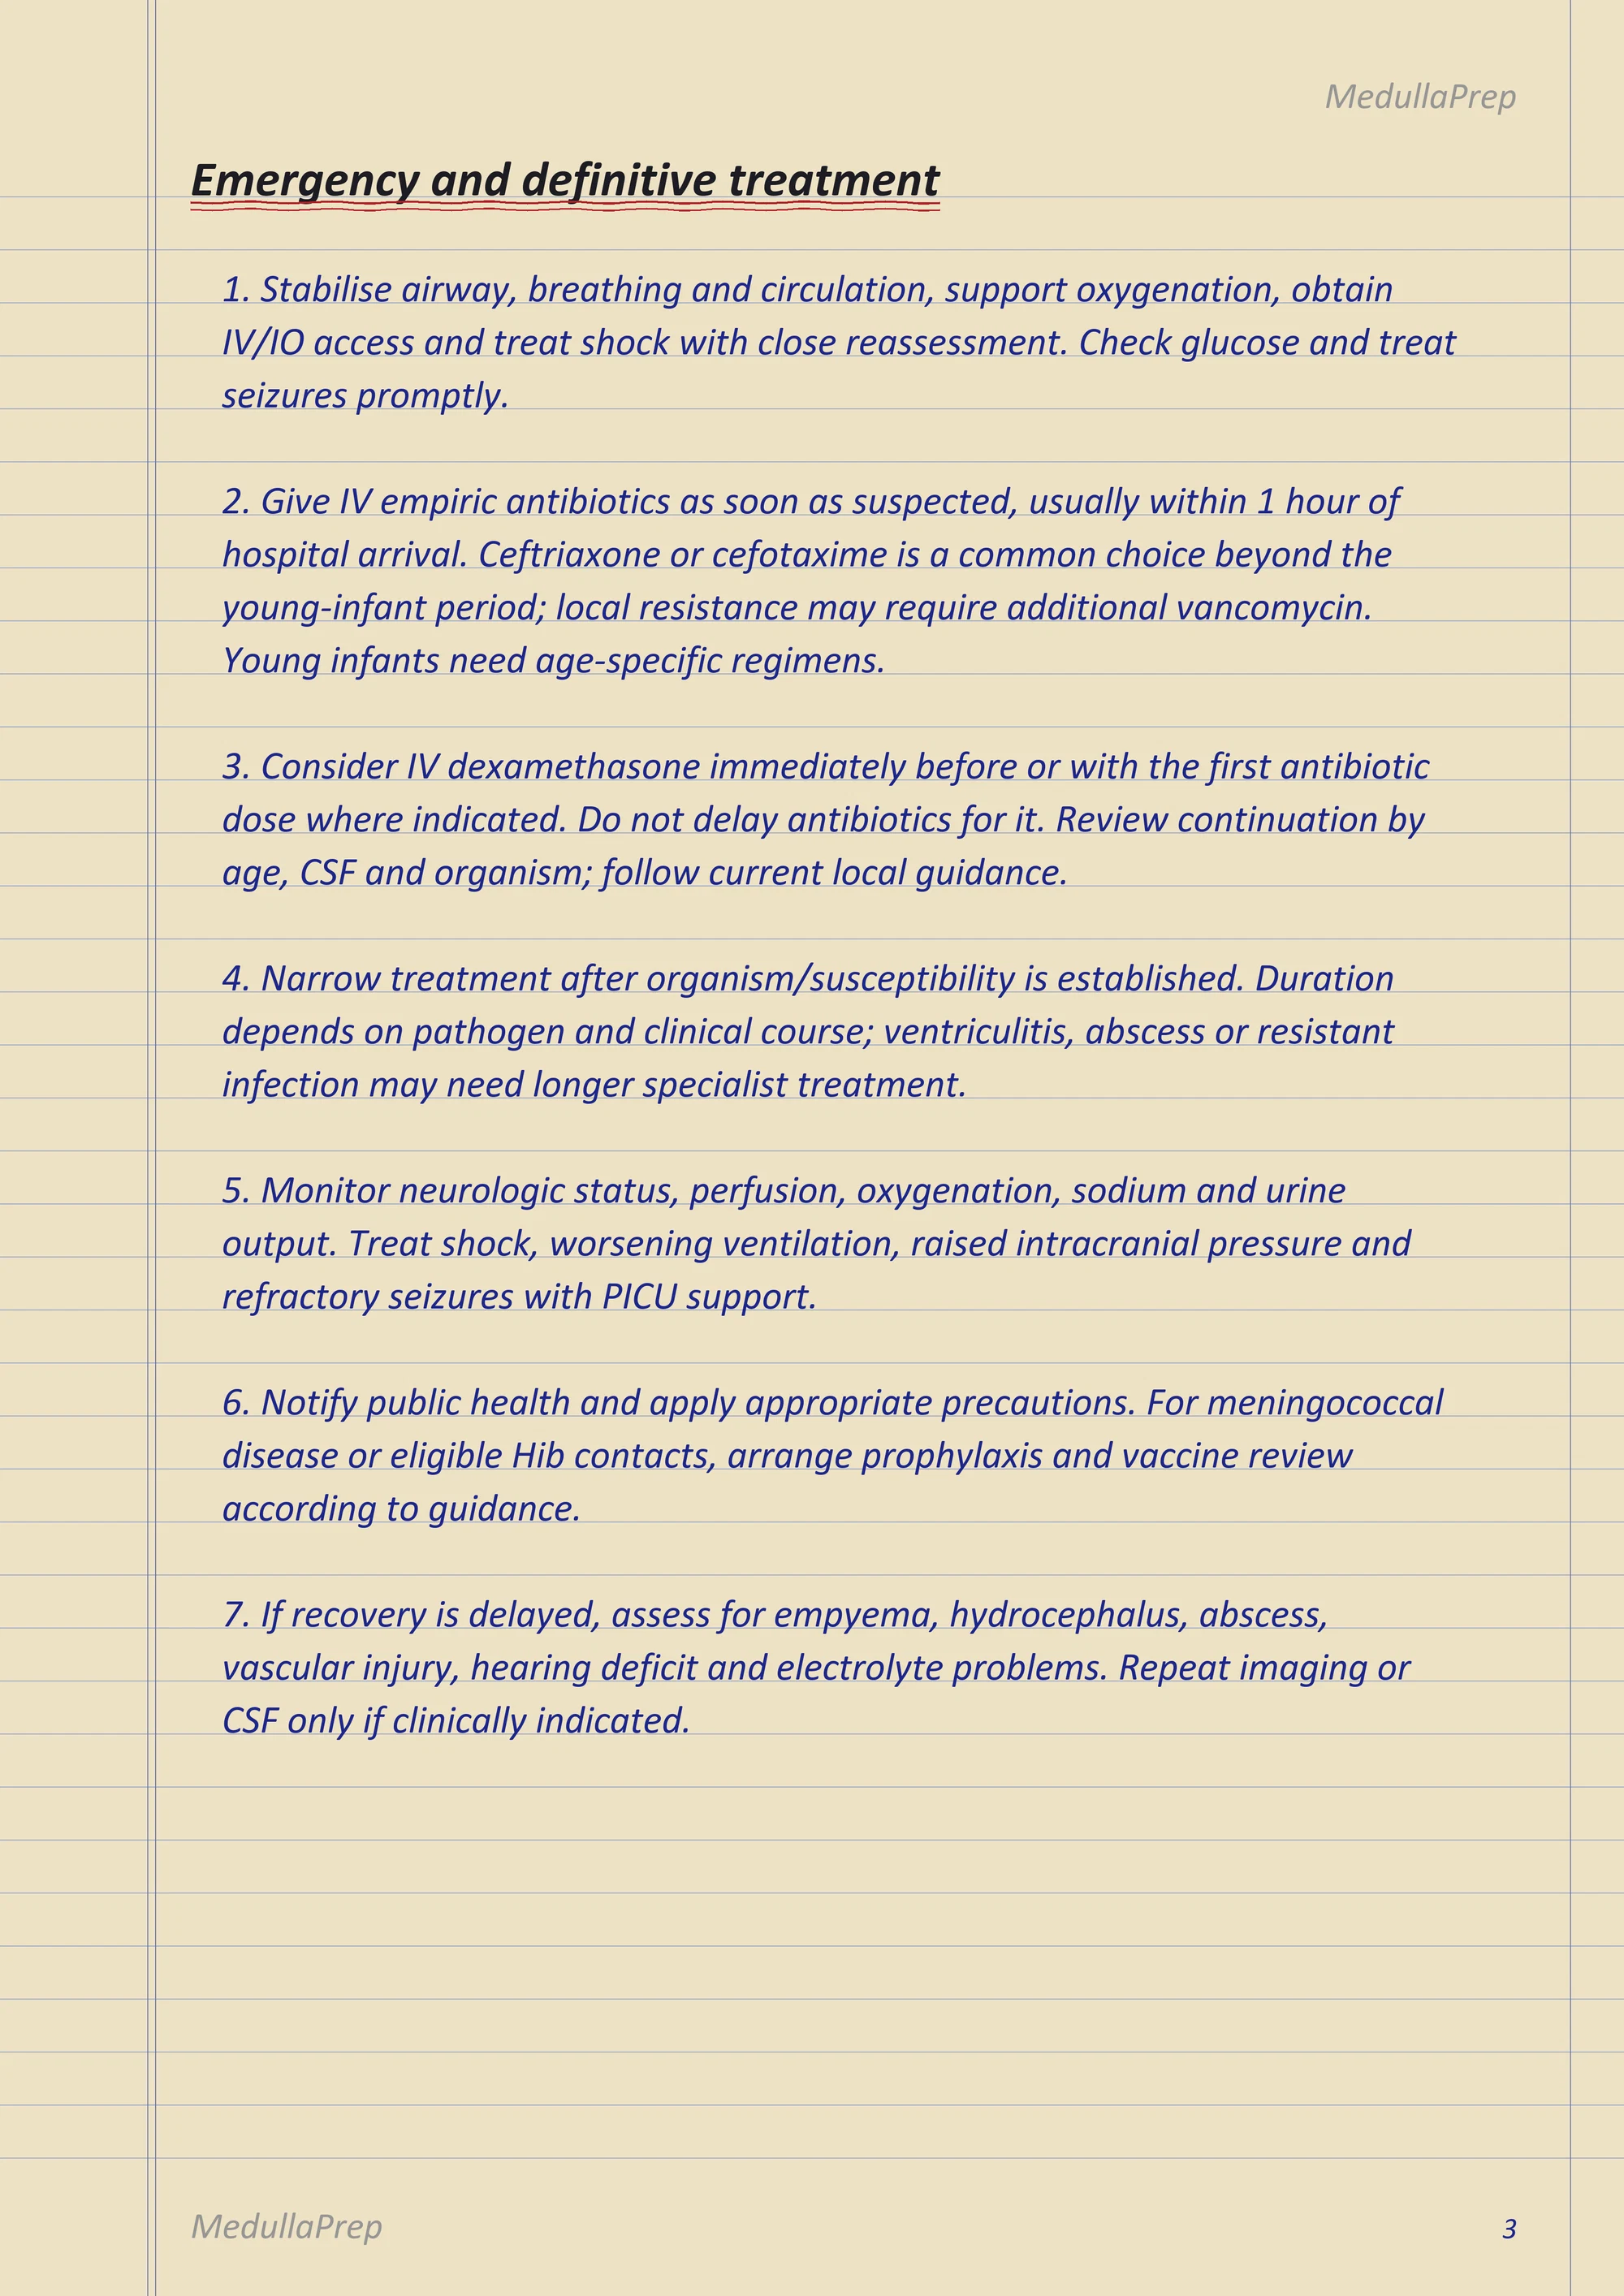 MedullaPrep
Emergency and definitive treatment
1. Stabilise airway, breathing and circulation, support oxygenation, obtain
IV/IO access and treat shock with close reassessment. Check glucose and treat
seizures promptly.
2. Give IV empiric antibiotics as soon as suspected, usually within 1 hour of
hospital arrival. Ceftriaxone or cefotaxime is a common choice beyond the
young-infant period; local resistance may require additional vancomycin.
Young infants need age-specific regimens.
3. Consider IV dexamethasone immediately before or with the first antibiotic
dose where indicated. Do not delay antibiotics for it. Review continuation by
age, CSF and organism; follow current local guidance.
4. Narrow treatment after organism/susceptibility is established. Duration
depends on pathogen and clinical course; ventriculitis, abscess or resistant
infection may need longer specialist treatment.
5. Monitor neurologic status, perfusion, oxygenation, sodium and urine
output. Treat shock, worsening ventilation, raised intracranial pressure and
refractory seizures with PICU support.
6. Notify public health and apply appropriate precautions. For meningococcal
disease or eligible Hib contacts, arrange prophylaxis and vaccine review
according to guidance.
7. If recovery is delayed, assess for empyema, hydrocephalus, abscess,
vascular injury, hearing deficit and electrolyte problems. Repeat imaging or
CSF only if clinically indicated.
MedullaPrep
3